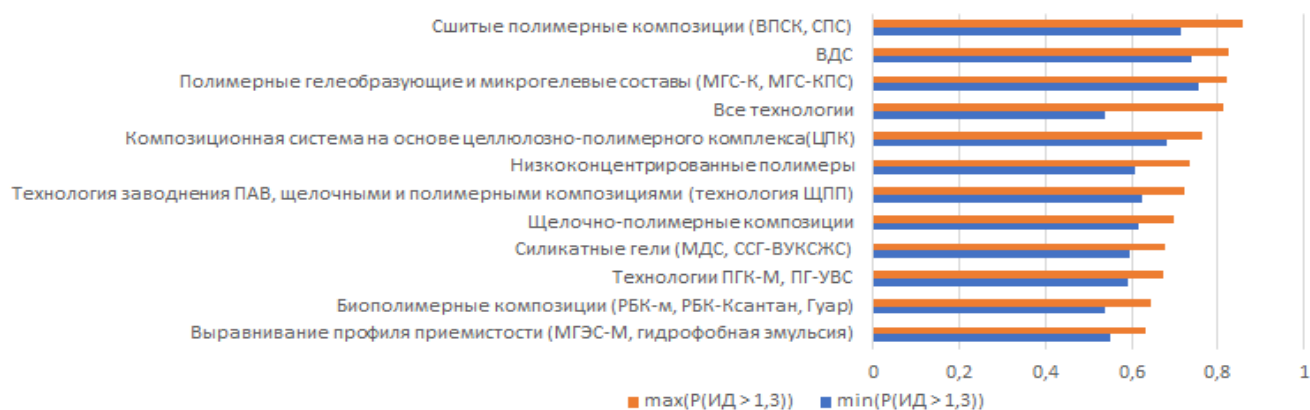 Сшитые полимерные композиции (ВПСК, СПС)
ВДС
Полимерные гелеобразующие и микрогелевые составы (МГС-К, МГС-КПС)
Все технологии
Композиционная система на основе целлюлозно-полимерного комплекса(ЦПК)
Низкоконцентрированные полимеры
Технология заводнения ПАВ, щелочными и полимерными композициями (технология ЩПП)
Щелочно-полимерные композиции
Силикатные гели (МДС, ССГ-ВУКСЖС)
Технологии ПГК-М, ПГ-УВС
Биополимерные композиции (РБК-м, РБК-Ксантан, Гуар)
Выравнивание профиля приемистости (МГЭС-М, гидрофобная эмульсия)
0 0,2 0,4 0,6 0,8 1
max(P(ИД > 1,3)) min(P(ИД > 1,3))